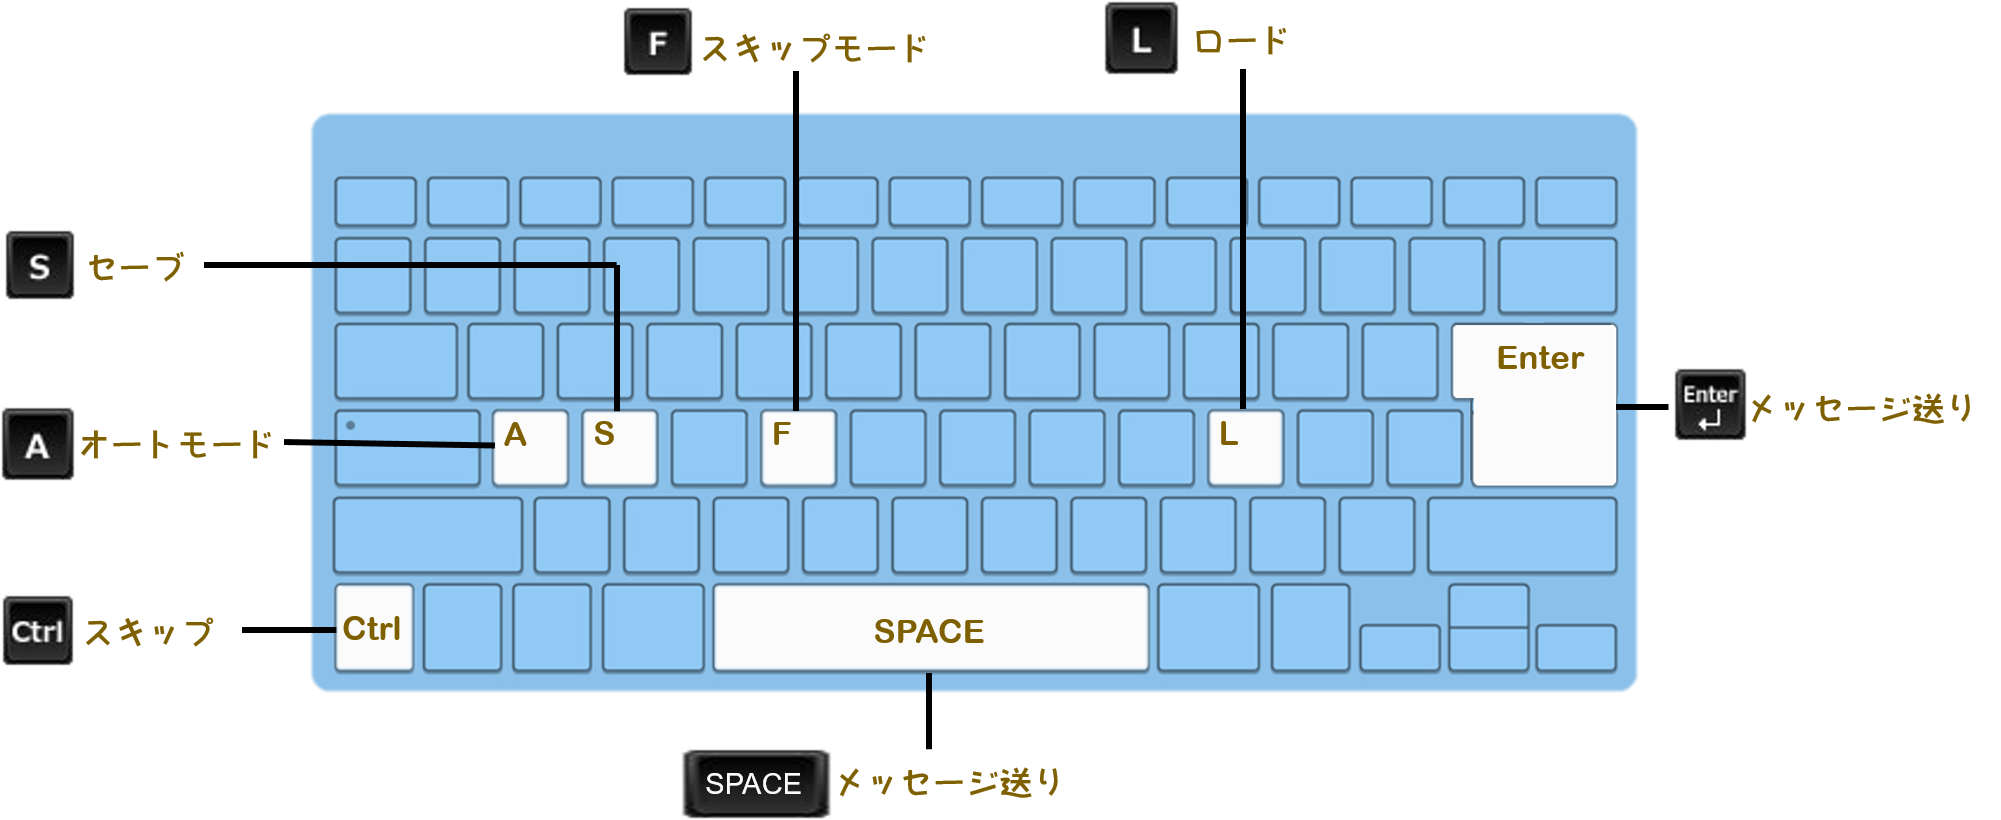 F スキップモード
L ロード
S セーブ
Enter
Enter メッセージ送り
A オートモード
A
S
F
L
Ctrl スキップ
Ctrl
SPACE
SPACE メッセージ送り